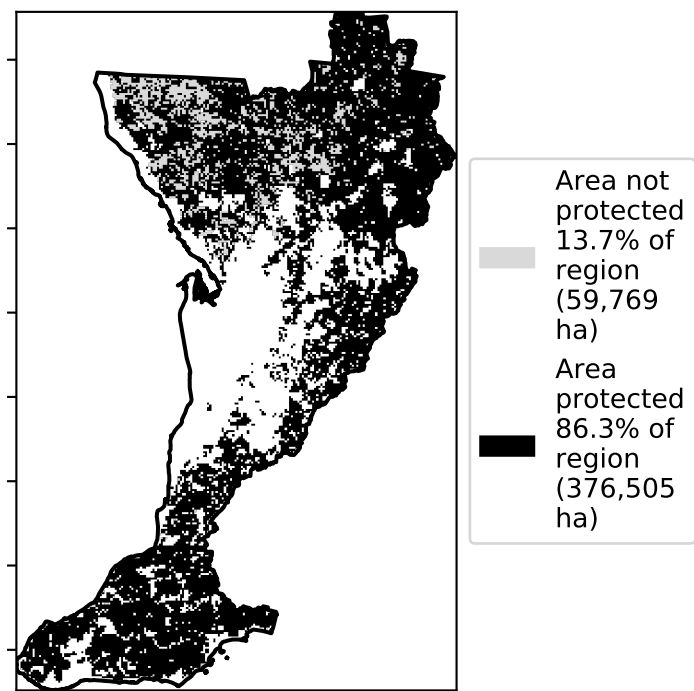 Area not
protected
13.7% of
region
(59,769
ha)
Area
protected
86.3% of
region
(376,505
ha)